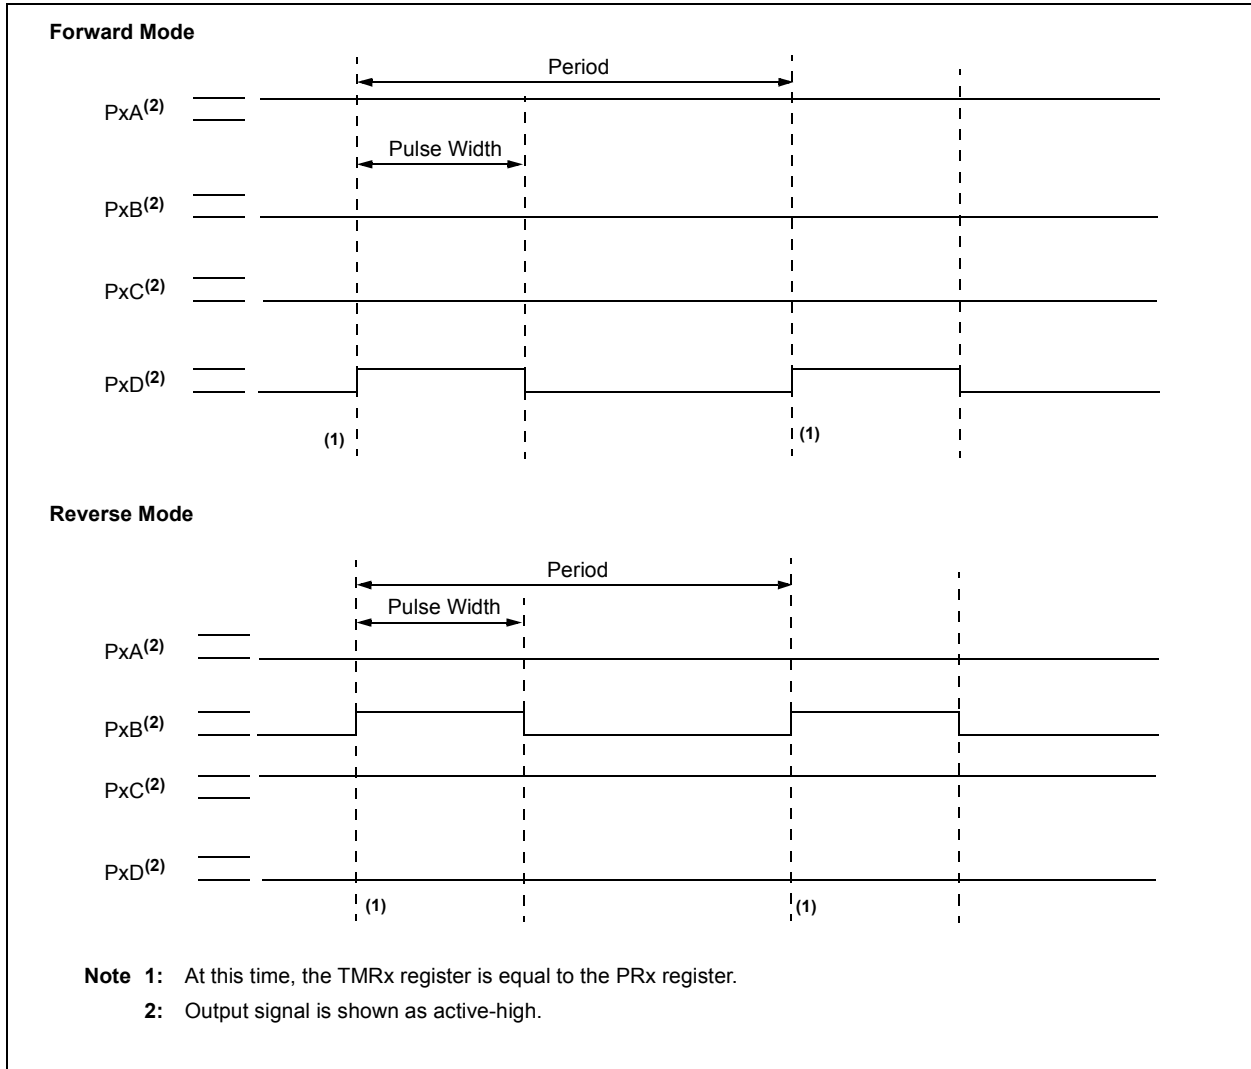 Forward Mode
Period
PxA(2)
Pulse Width
PxB(2)
PxC(2)
PxD(2)
(1)
(1)
Reverse Mode
Period
Pulse Width
PxA(2)
PxB(2)
PxC(2)
PxD(2)
(1)
(1)
Note 1: At this time, the TMRx register is equal to the PRx register.
2: Output signal is shown as active-high.